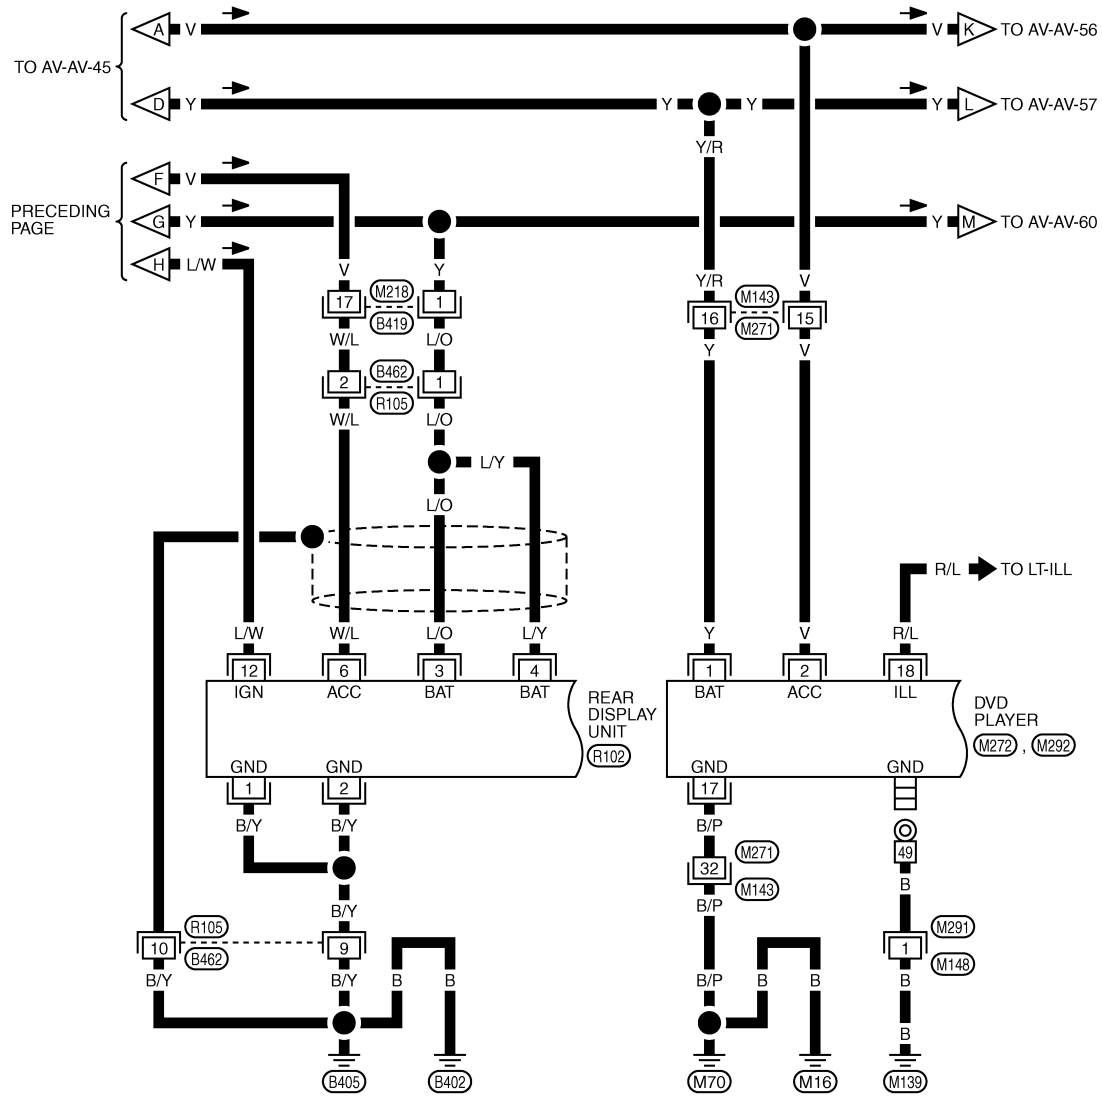 A V V K TO AV-AV-56
TO AV-AV-45
D Y Y Y Y L TO AV-AV-57
Y/R
F V
PRECEDING
PAGE
G Y Y M TO AV-AV-60
H L/W
V Y Y/R V
17 M218 1
B419
16 M143 15
M271
W/L L/O Y V
2 B462 1
R105
W/L L/O
L/Y
L/O
R/L TO LT-ILL
L/W W/L L/O L/Y Y V R/L
12 6 3 4 1 2 18
IGN ACC BAT BAT BAT ACC ILL
REAR
DISPLAY
UNIT
R102
DVD
PLAYER
M272 , M292
GND GND GND GND
1 2 17
B/Y B/Y B/P
49
32 M271
M143
B
B/Y B/P
10 R105 9
B462
1 M291
M148
B/Y B/Y B B B/P B B B
B
B405 B402 M70 M16 M139